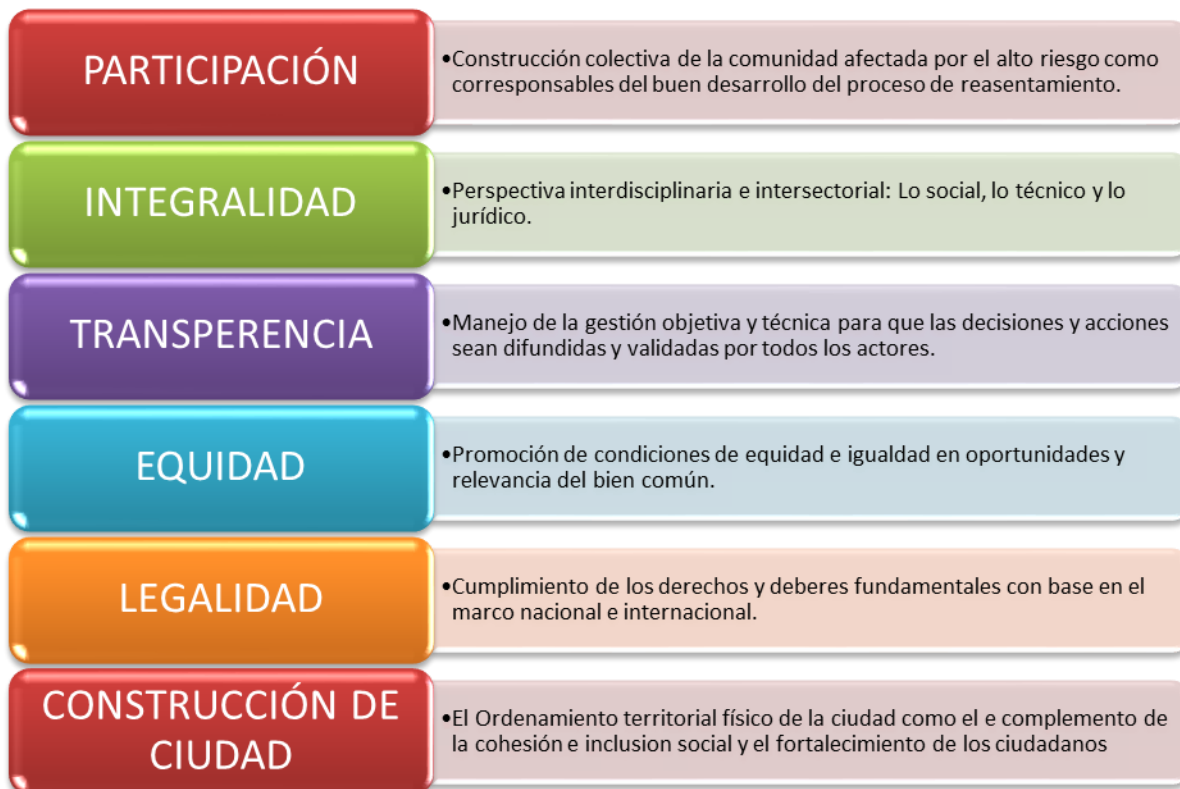 PARTICIPACIÓN
•Construcción colectiva de la comunidad afectada por el alto riesgo como
corresponsables del buen desarrollo del proceso de reasentamiento.
INTEGRALIDAD
•Perspectiva interdisciplinaria e intersectorial: Lo social, lo técnico y lo
jurídico.
TRANSPERENCIA
•Manejo de la gestión objetiva y técnica para que las decisiones y acciones
sean difundidas y validadas por todos los actores.
EQUIDAD
•Promoción de condiciones de equidad e igualdad en oportunidades y
relevancia del bien común.
LEGALIDAD
•Cumplimiento de los derechos y deberes fundamentales con base en el
marco nacional e internacional.
CONSTRUCCIÓN DE
CIUDAD
•El Ordenamiento territorial físico de la ciudad como el e complemento de
la cohesión e inclusion social y el fortalecimiento de los ciudadanos